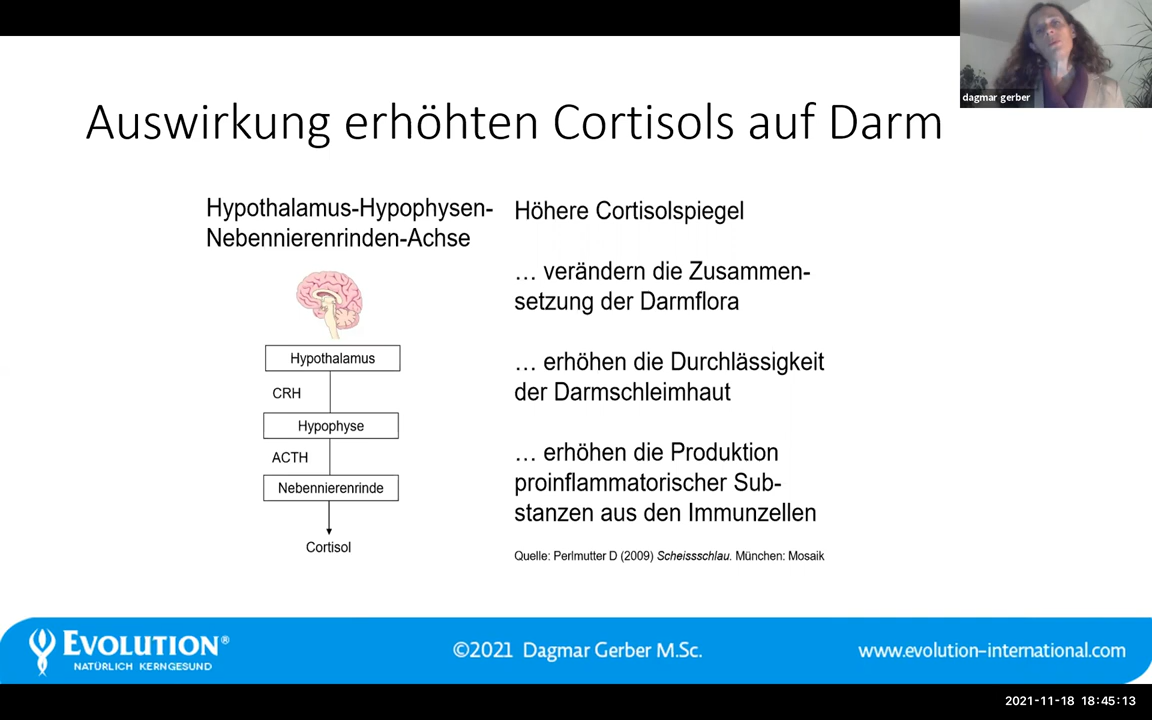 dagmar gerber
Auswirkung erhöhten Cortisols auf Darm
Hypothalamus-Hypophysen-
Nebennierenrinden-Achse
Hypothalamus
CRH
Hypophyse
ACTH
Nebennierenrinde
Cortisol
Höhere Cortisolspiegel
… verändern die Zusammen-
setzung der Darmflora
… erhöhen die Durchlässigkeit
der Darmschleimhaut
… erhöhen die Produktion
proinflammatorischer Sub-
stanzen aus den Immunzellen
Quelle: Perlmutter D (2009) Scheissschlau. München: Mosaik
EVOLUTION®
NATÜRLICH KERNGESUND
©2021 Dagmar Gerber M.Sc.
www.evolution-international.com
2021-11-18 18:45:13